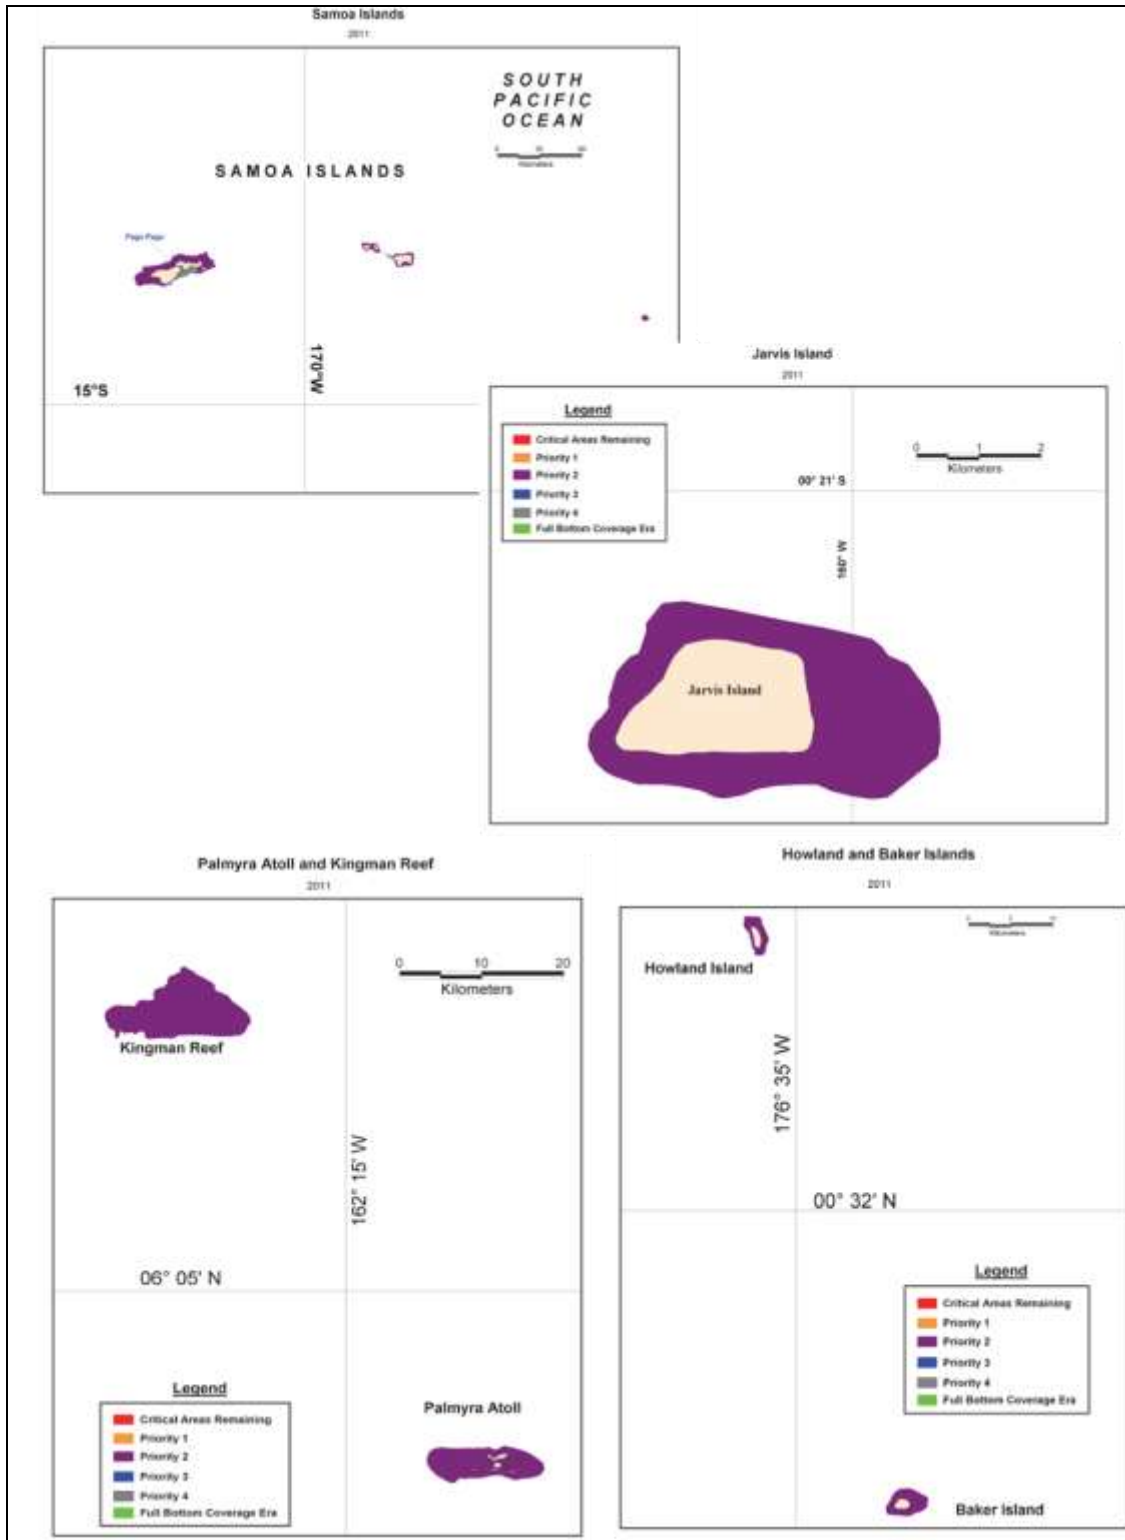 Samoa Islands
2011
SOUTH
PACIFIC
OCEAN
Kilometers
SAMOA ISLANDS
Pago Pago
170°W
15°S
Jarvis Island
2011
Legend
Critical Areas Remaining
Priority 1
Priority 2
Priority 3
Priority 4
Full Bottom Coverage Era
0 1 2
Kilometers
00° 21' S
160° W
Jarvis Island
Palmyra Atoll and Kingman Reef
2011
0 10 20
Kilometers
Kingman Reef
162° 15' W
06° 05' N
Legend
Critical Areas Remaining
Priority 1
Priority 2
Priority 3
Priority 4
Full Bottom Coverage Era
Palmyra Atoll
Howland and Baker Islands
2011
Kilometers
Howland Island
176° 35' W
00° 32' N
Legend
Critical Areas Remaining
Priority 1
Priority 2
Priority 3
Priority 4
Full Bottom Coverage Era
Baker Island